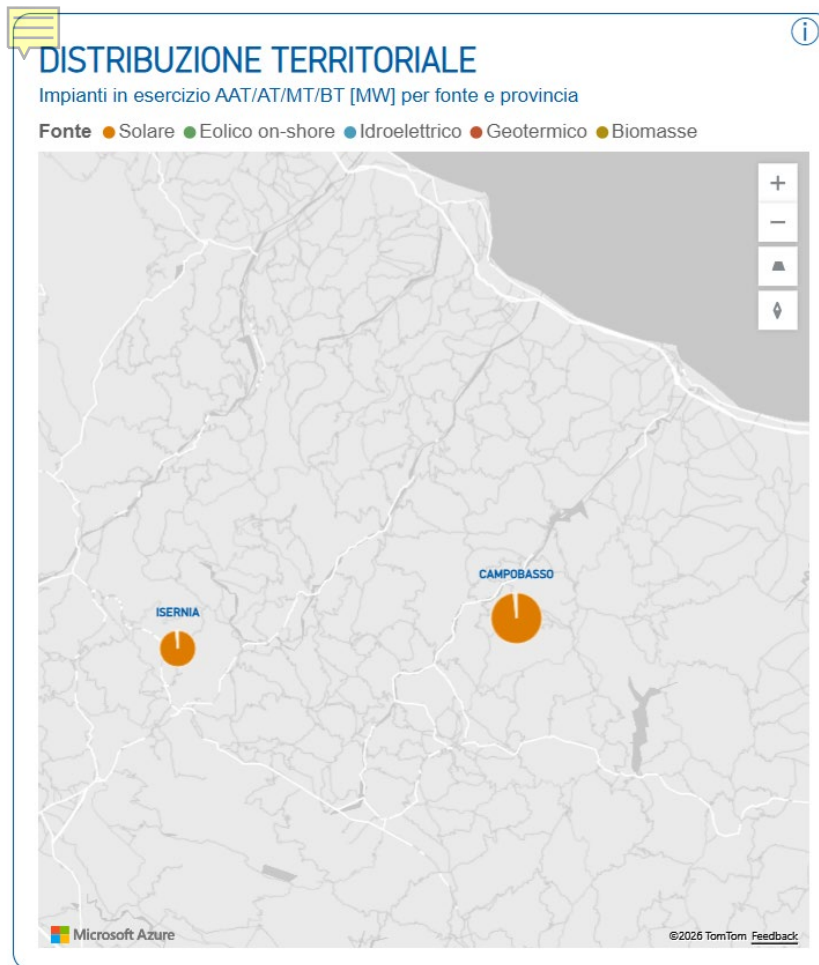 DISTRIBUZIONE TERRITORIALE
Impianti in esercizio AAT/AT/MT/BT [MW] per fonte e provincia
Fonte Solare Eolico on-shore Idroelettrico Geotermico Biomasse
CAMPOBASSO
ISERNIA
Microsoft Azure
©2026 TomTom Feedback